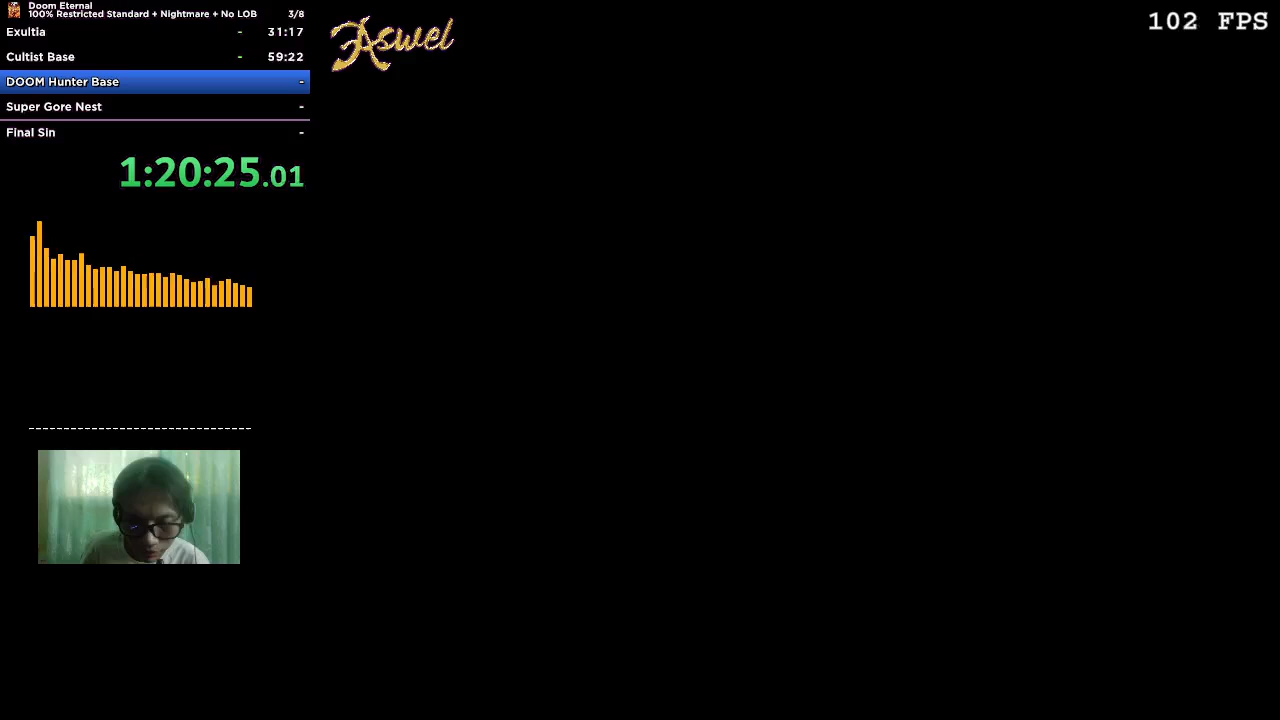 Doom Eternal
100% Restricted Standard + Nightmare + No LOB 3/8
Exultia - 31:17
Cultist Base - 59:22
DOOM Hunter Base -
Super Gore Nest -
Final Sin -
1:20:25.01
Aswel
102 FPS